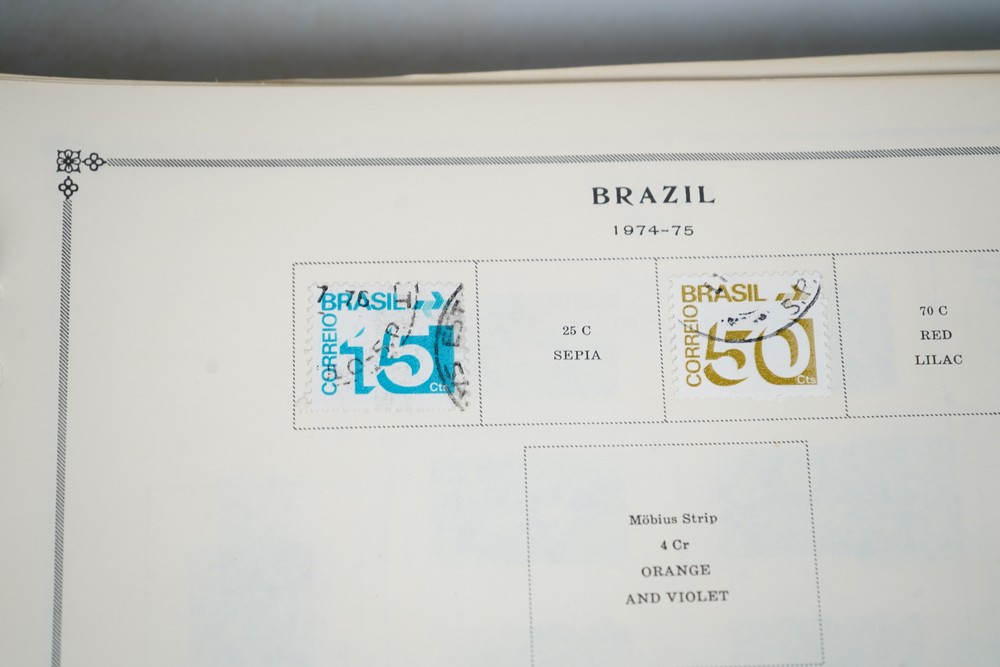 BRAZIL
1974-75
BRASIL
CORREIO
15
Cts
25 C
SEPIA
BRASIL
CORREIO
50
Cts
70 C
RED
LILAC
Möbius Strip
4 Cr
ORANGE
AND VIOLET